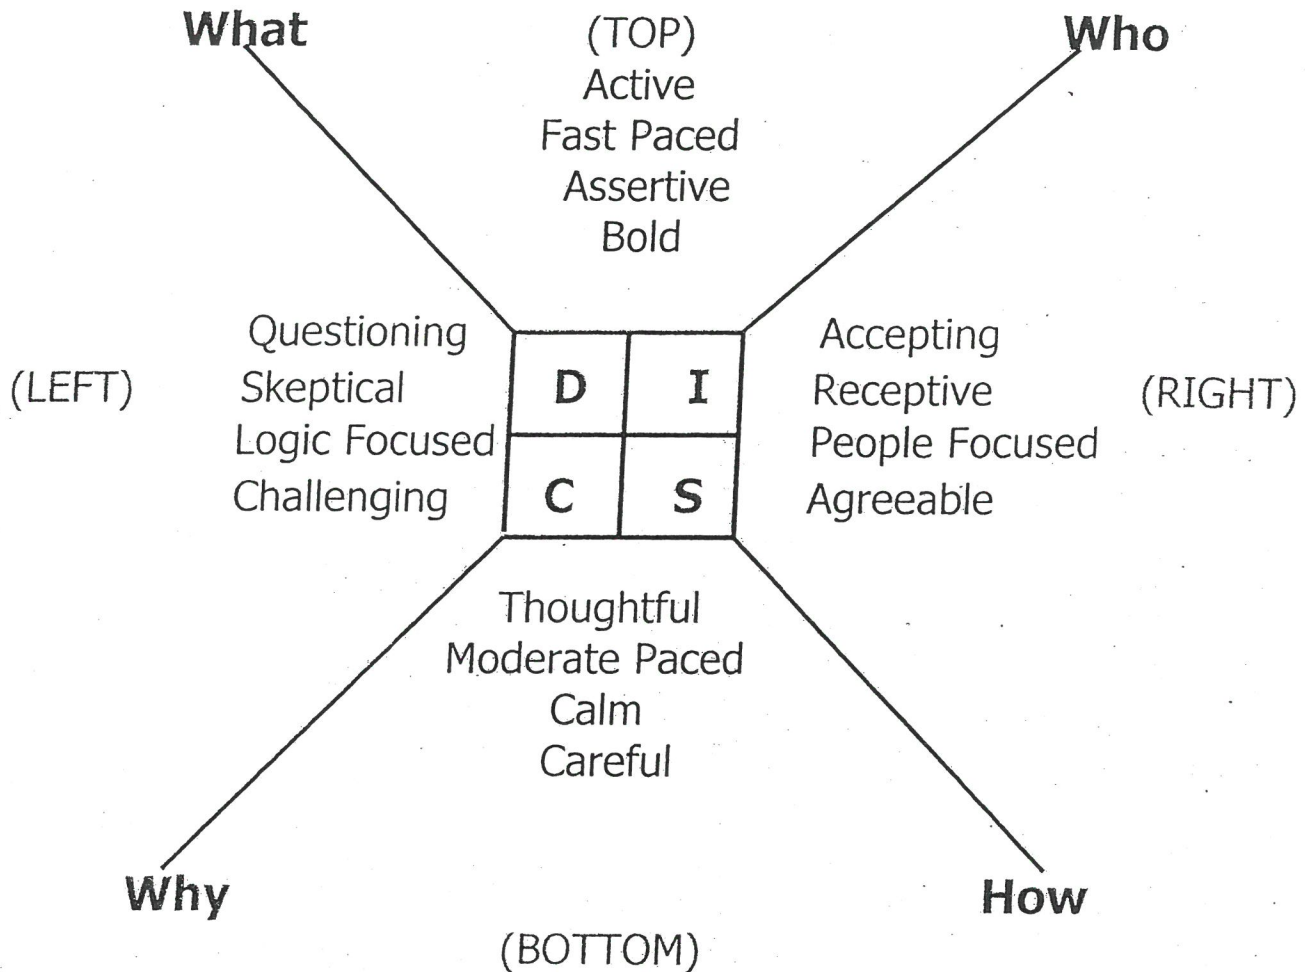 What
(TOP)
Who
Active
Fast Paced
Assertive
Bold
Questioning
Skeptical
Logic Focused
Challenging
(LEFT)
D I
C S
Accepting
Receptive
People Focused
Agreeable
(RIGHT)
Thoughtful
Moderate Paced
Calm
Careful
Why
How
(BOTTOM)